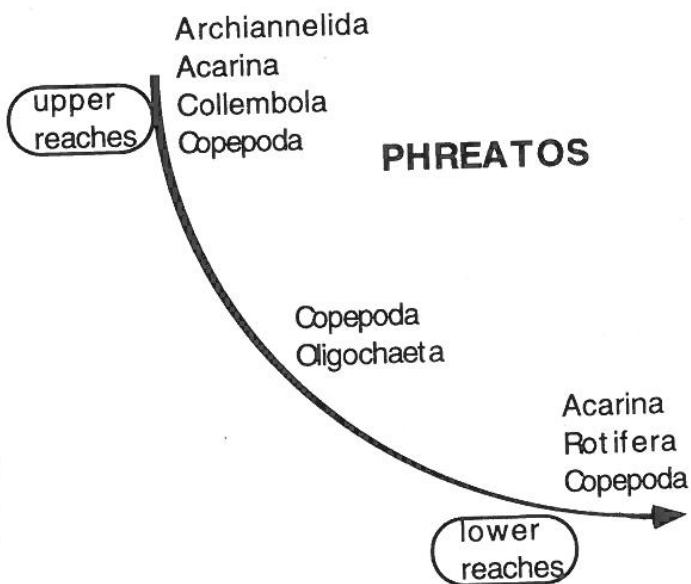 Archiannelida
Acarina
Collembola
Copepoda
upper
reaches
PHREATOS
Copepoda
Oligochaeta
Acarina
Rotifera
Copepoda
lower
reaches